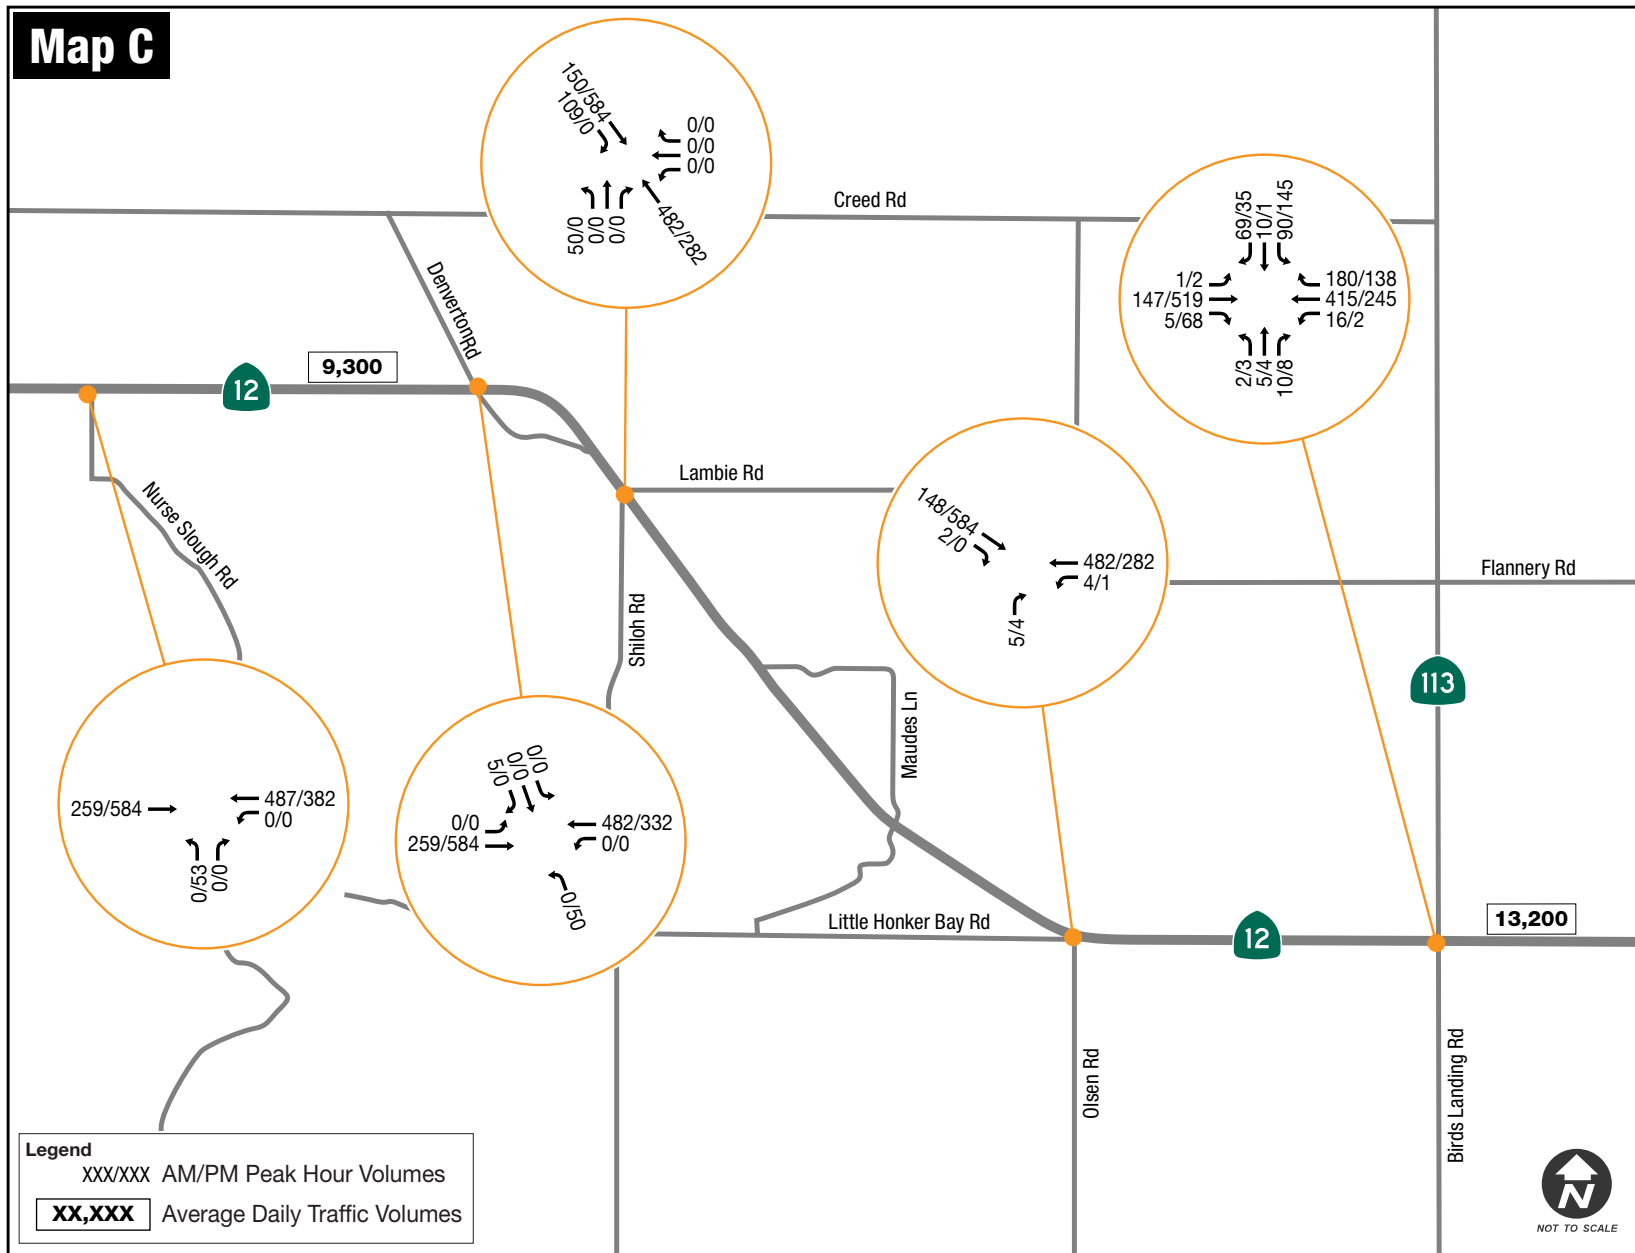 Map C
150/584
109/0
0/0
0/0
0/0
50/0
0/0
0/0
482/282
Creed Rd
69/35
10/1
90/145
1/2
147/519
5/68
180/138
415/245
16/2
2/3
5/4
10/8
Denverton Rd
9,300
12
Lambie Rd
Nurse Slough Rd
148/584
2/0
482/282
4/1
5/4
Flannery Rd
Shiloh Rd
113
Maudes Ln
259/584
487/382
0/0
0/53
0/0
5/0
0/0
0/0
0/0
259/584
482/332
0/0
0/50
Little Honker Bay Rd
12
13,200
Olsen Rd
Birds Landing Rd
Legend
XXX/XXX AM/PM Peak Hour Volumes
XX,XXX Average Daily Traffic Volumes
N
NOT TO SCALE